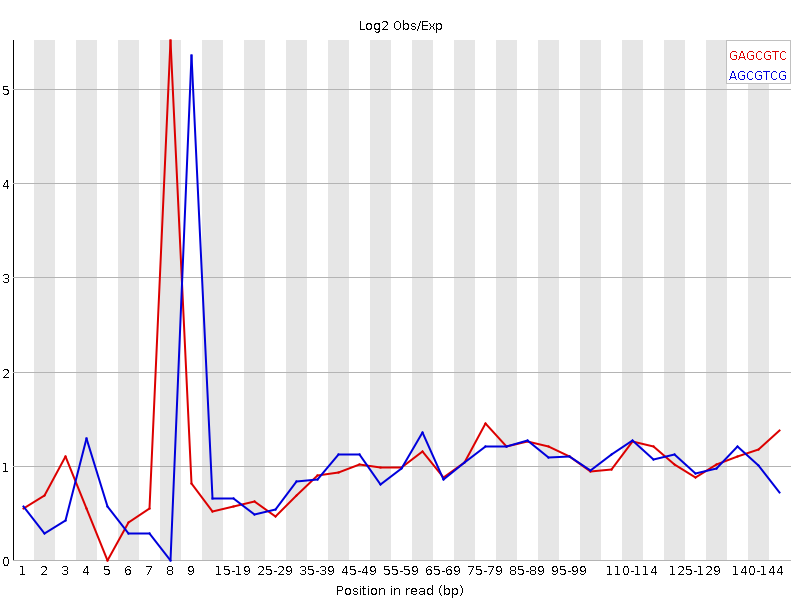 Log2 Obs/Exp
GAGCGTC
AGCGTCG
5
4
3
2
1
0
1 2 3 4 5 6 7 8 9 15-19 25-29 35-39 45-49 55-59 65-69 75-79 85-89 95-99 110-114 125-129 140-144
Position in read (bp)